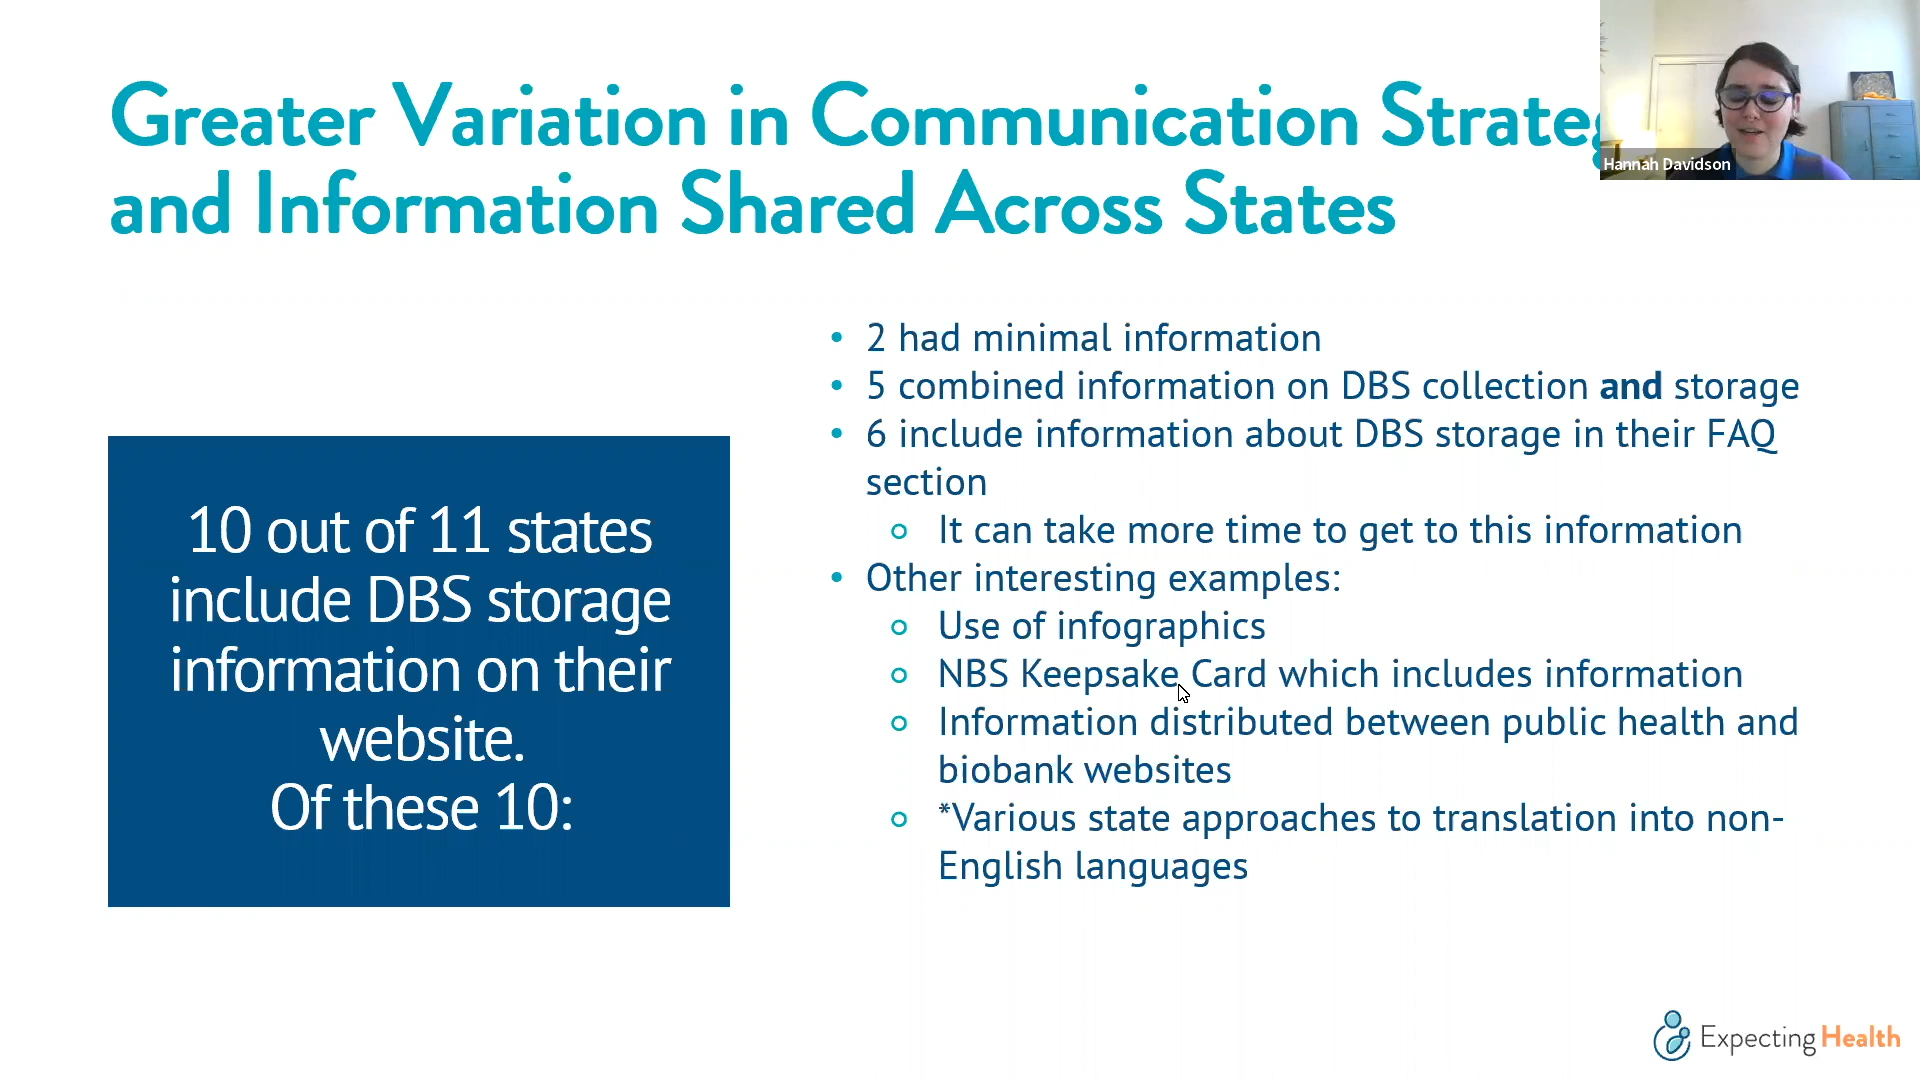 Greater Variation in Communication
and Information Shared Across States
Hannah Davidson
10 out of 11 states
include DBS storage
information on their
website.
Of these 10:
• 2 had minimal information
• 5 combined information on DBS collection and storage
• 6 include information about DBS storage in their FAQ
section
○ It can take more time to get to this information
• Other interesting examples:
○ Use of infographics
○ NBS Keepsake Card which includes information
○ Information distributed between public health and
biobank websites
○ *Various state approaches to translation into non-
English languages
Expecting Health